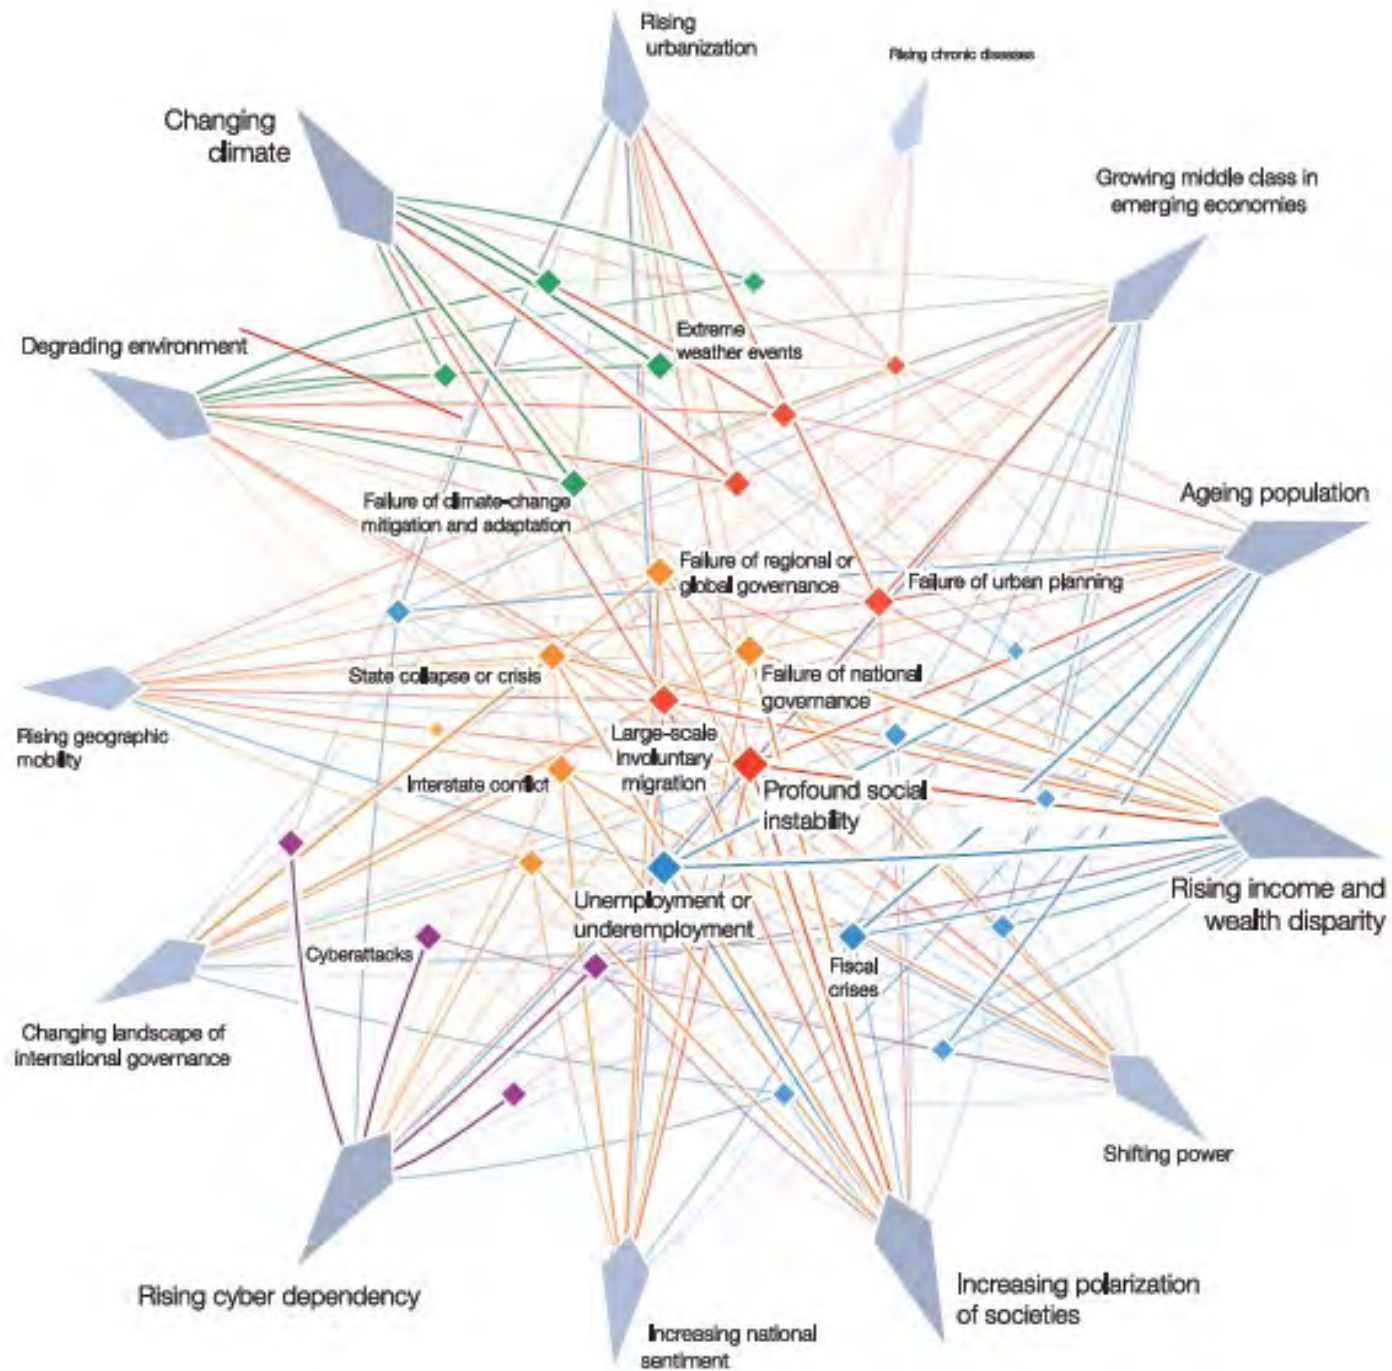 Rising
urbanization
Rising chronic diseases
Changing
climate
Growing middle class in
emerging economies
Extreme
weather events
Degrading environment
Ageing population
Failure of climate-change
mitigation and adaptation
Failure of regional or
global governance
Failure of urban planning
State collapse or crisis
Failure of national
governance
Rising geographic
mobility
Large-scale
involuntary
migration
Interstate conflict
Profound social
instability
Unemployment or
underemployment
Rising income and
wealth disparity
Cyberattacks
Fiscal
crises
Changing landscape of
international governance
Shifting power
Rising cyber dependency
Increasing polarization
of societies
Increasing national
sentiment